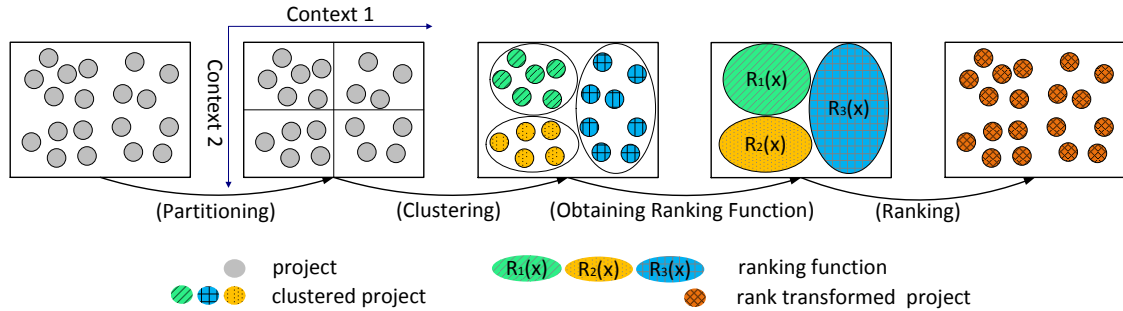 Context 1
Context 2
R1(x)
R2(x)
R3(x)
(Partitioning)
(Clustering)
(Obtaining Ranking Function)
(Ranking)
project
clustered project
R1(x) R2(x) R3(x) ranking function
rank transformed project